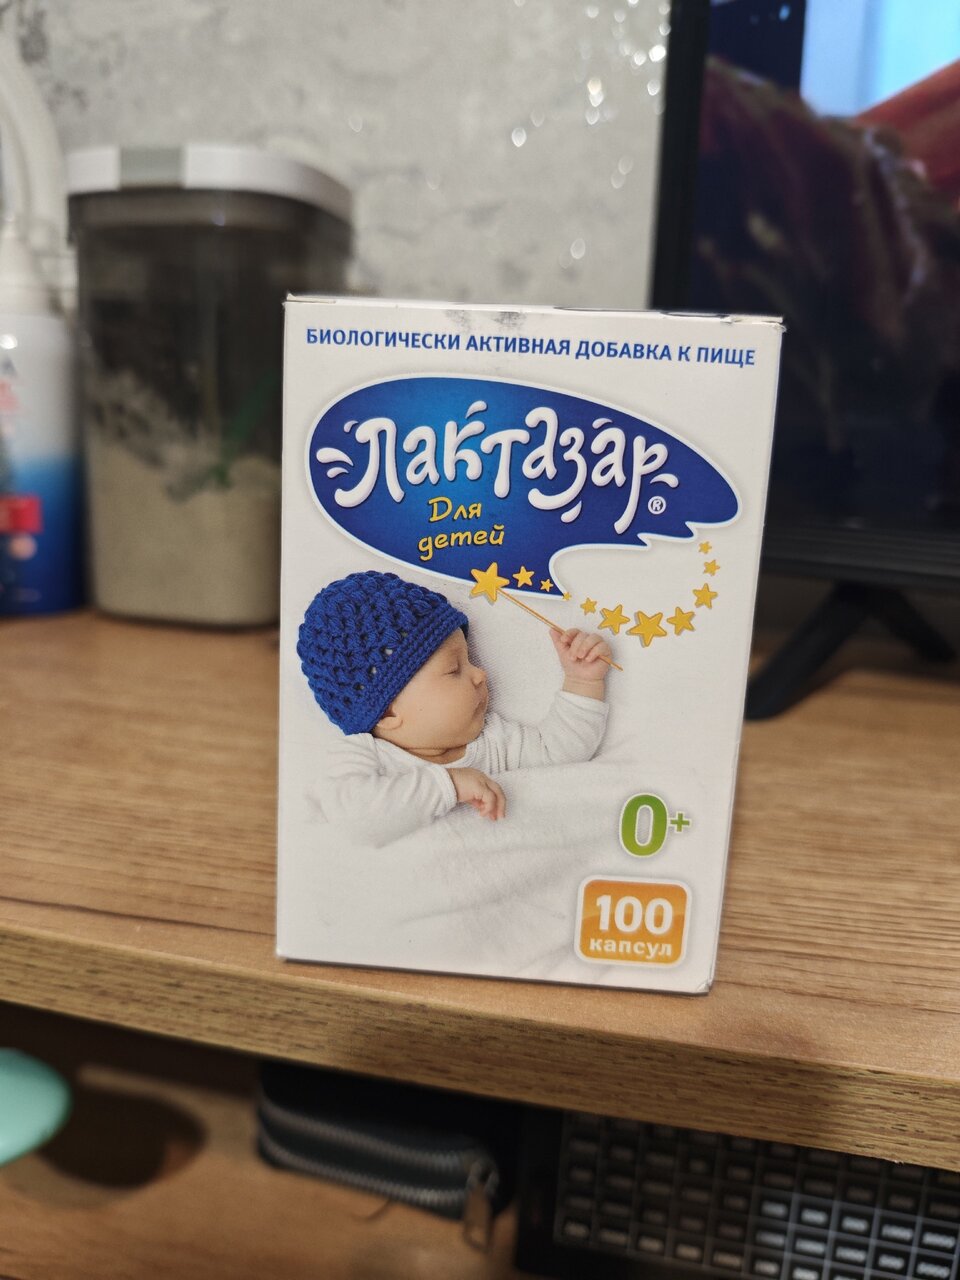 БИОЛОГИЧЕСКИ АКТИВНАЯ ДОБАВКА К ПИЩЕ
Лактазар®
Для
детей
0+
100
капсул